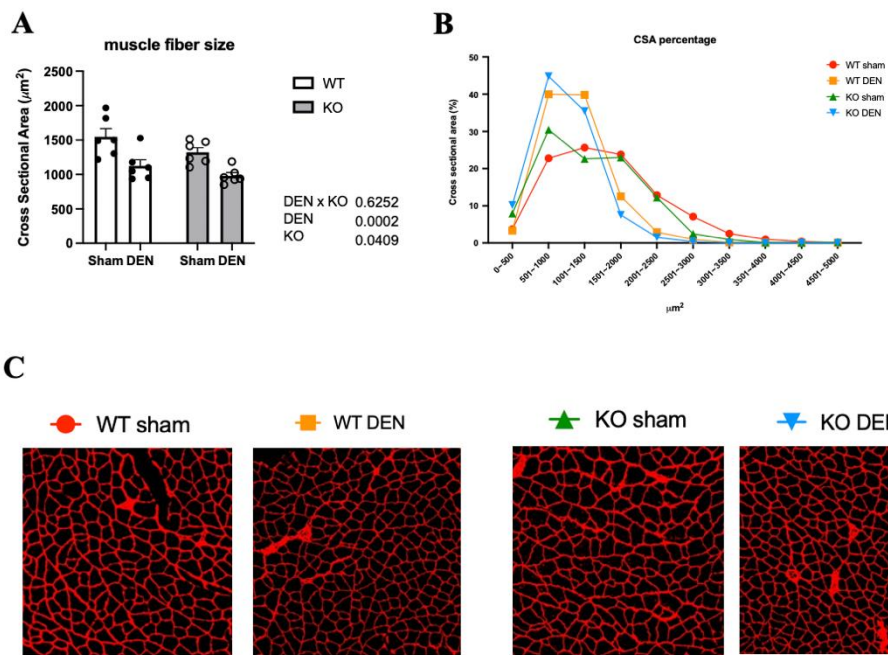 A
muscle fiber size
Cross Sectional Area (μm²)
2500
2000
1500
1000
500
0
Sham DEN
Sham DEN
WT
KO
DEN x KO 0.6252
DEN 0.0002
KO 0.0409
B
CSA percentage
Cross sectional area (%)
50
40
30
20
10
0
0–500
501–1000
1001–1500
1501–2000
2001–2500
2501–3000
3001–3500
3501–4000
4001–4500
4501–5000
μm²
WT sham
WT DEN
KO sham
KO DEN
C
WT sham
WT DEN
KO sham
KO DE